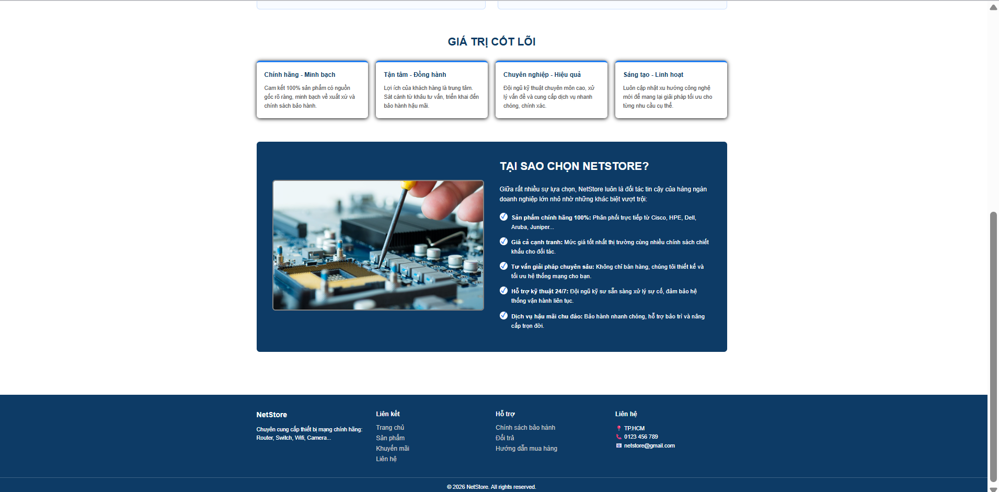 GIÁ TRỊ CỐT LÕI
Chính hãng - Minh bạch
Cam kết 100% sản phẩm có nguồn
gốc rõ ràng, minh bạch về xuất xứ và
chính sách bảo hành.
Tận tâm - Đồng hành
Lợi ích của khách hàng là trung tâm.
Sát cánh từ khâu tư vấn, triển khai đến
bảo hành hậu mãi.
Chuyên nghiệp - Hiệu quả
Đội ngũ kỹ thuật chuyên môn cao, xử
lý vấn đề và cung cấp dịch vụ nhanh
chóng, chính xác.
Sáng tạo - Linh hoạt
Luôn cập nhật xu hướng công nghệ
mới để mang lại giải pháp tối ưu cho
từng nhu cầu cụ thể.
TẠI SAO CHỌN NETSTORE?
Giữa rất nhiều sự lựa chọn, NetStore luôn là đối tác tin cậy của hàng ngàn
doanh nghiệp lớn nhỏ nhờ những khác biệt vượt trội:
Sản phẩm chính hãng 100%: Phân phối trực tiếp từ Cisco, HPE, Dell,
Aruba, Juniper...
Giá cả cạnh tranh: Mức giá tốt nhất thị trường cùng nhiều chính sách chiết
khấu cho đối tác.
Tư vấn giải pháp chuyên sâu: Không chỉ bán hàng, chúng tôi thiết kế và
tối ưu hệ thống mạng cho bạn.
Hỗ trợ kỹ thuật 24/7: Đội ngũ kỹ sư sẵn sàng xử lý sự cố, đảm bảo hệ
thống vận hành liên tục.
Dịch vụ hậu mãi chu đáo: Bảo hành nhanh chóng, hỗ trợ bảo trì và nâng
cấp trọn đời.
NetStore
Chuyên cung cấp thiết bị mạng chính hãng:
Router, Switch, Wifi, Camera...
Liên kết
Trang chủ
Sản phẩm
Khuyến mãi
Liên hệ
Hỗ trợ
Chính sách bảo hành
Đổi trả
Hướng dẫn mua hàng
Liên hệ
TP.HCM
0123 456 789
netstore@gmail.com
© 2026 NetStore. All rights reserved.